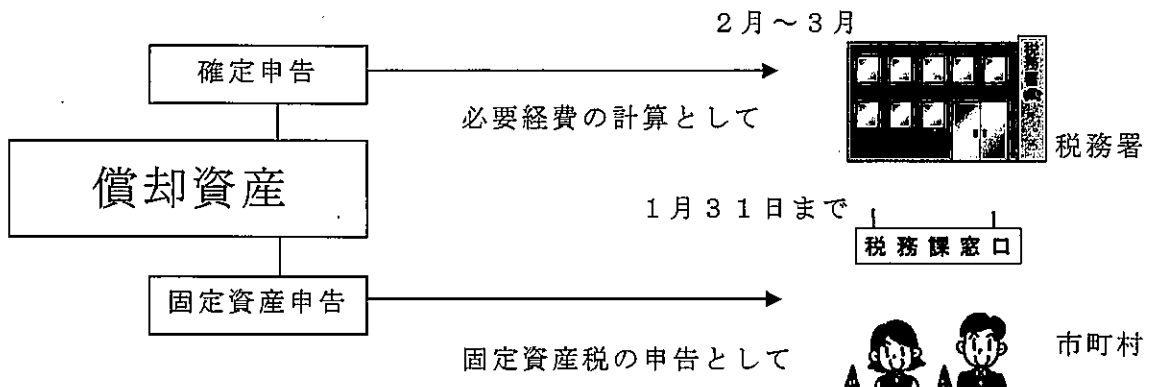 2月～3月
確定申告
必要経費の計算として
税務署
税務署
償却資産
1月31日まで
税務課窓口
固定資産申告
固定資産税の申告として
市町村